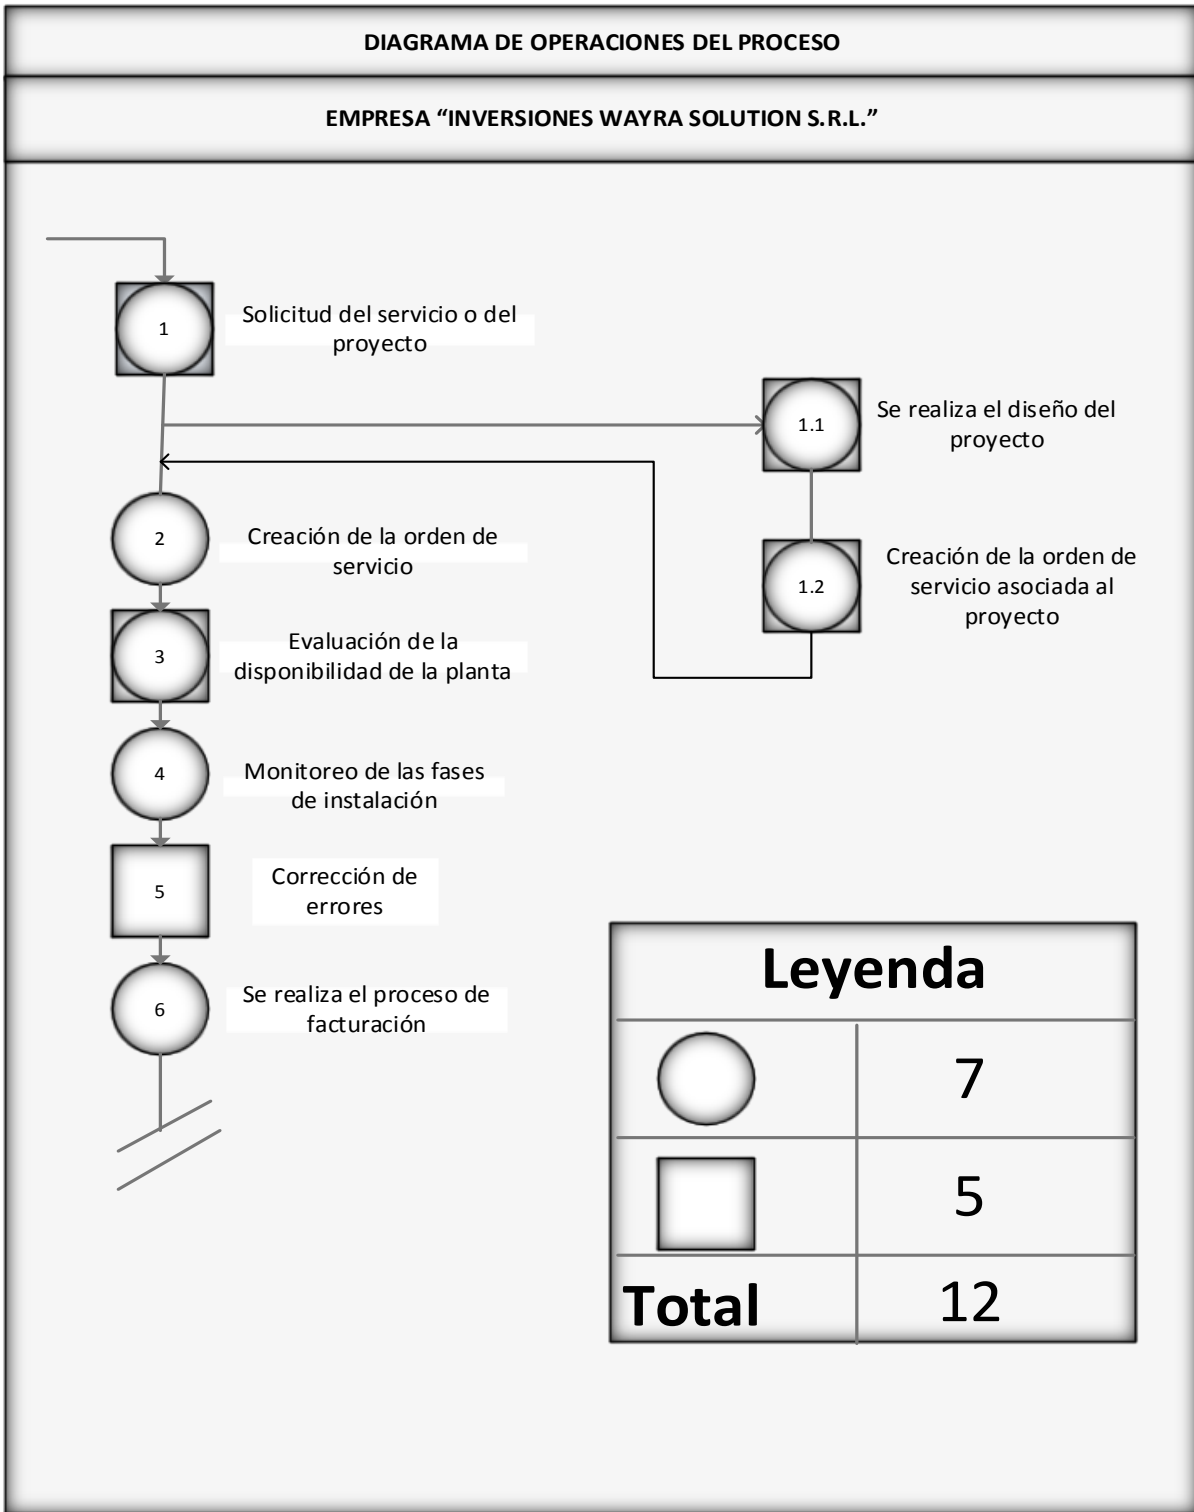 DIAGRAMA DE OPERACIONES DEL PROCESO
EMPRESA “INVERSIONES WAYRA SOLUTION S.R.L.”
1
Solicitud del servicio o del
proyecto
1.1
Se realiza el diseño del
proyecto
2
Creación de la orden de
servicio
1.2
Creación de la orden de
servicio asociada al
proyecto
3
Evaluación de la
disponibilidad de la planta
4
Monitoreo de las fases
de instalación
5
Corrección de
errores
6
Se realiza el proceso de
facturación
Leyenda
7
5
Total 12